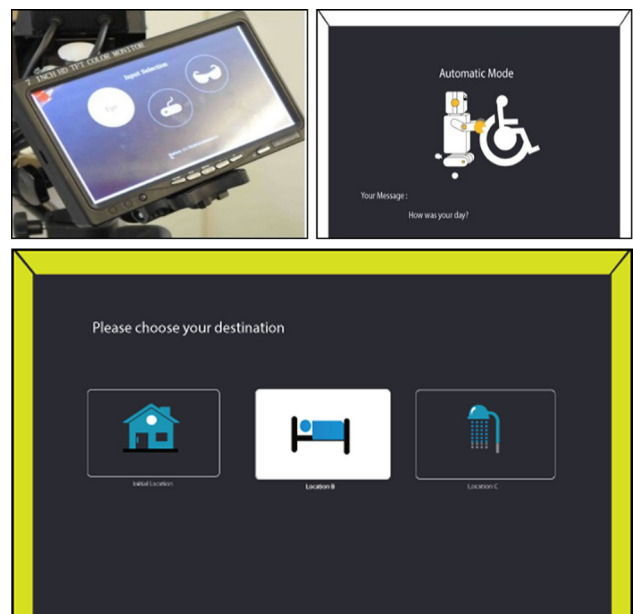 7 INCH HD TFT COLOR MONITOR
Input Selection
Eye
Automatic Mode
Your Message :
How was your day?
Please choose your destination
Initial Location
Location B
Location C